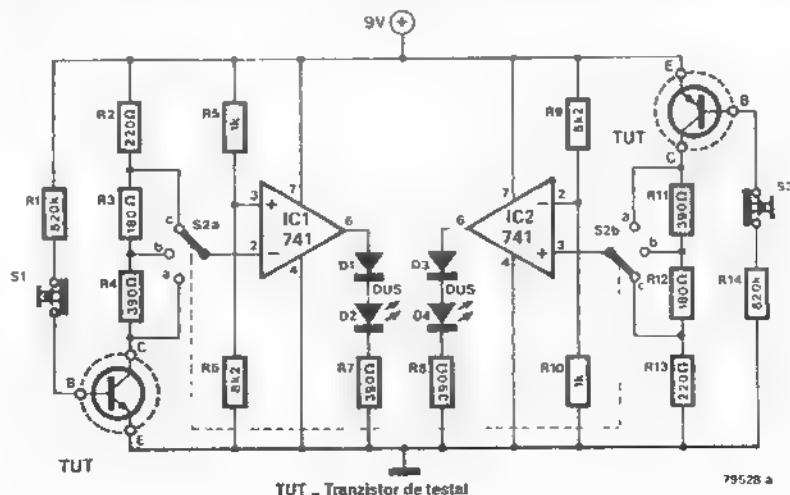 9V
E
R2
220Ω
R5
1k
R9
8k2
B
TUT
C
R1
820k
R3
180Ω
c
S2a
b
a
3
+
7
IC1
741
2
–
4
6
7
2
–
IC2
741
3
+
4
6
S2b
a
b
c
R11
390Ω
S3
R12
180Ω
R14
820k
S1
R4
390Ω
D1
DUS
D2
D3
DUS
D4
C
B
E
TUT
R6
8k2
R7
390Ω
R8
390Ω
R10
1k
R13
220Ω
TUT = Tranzistor de testat
79528 a